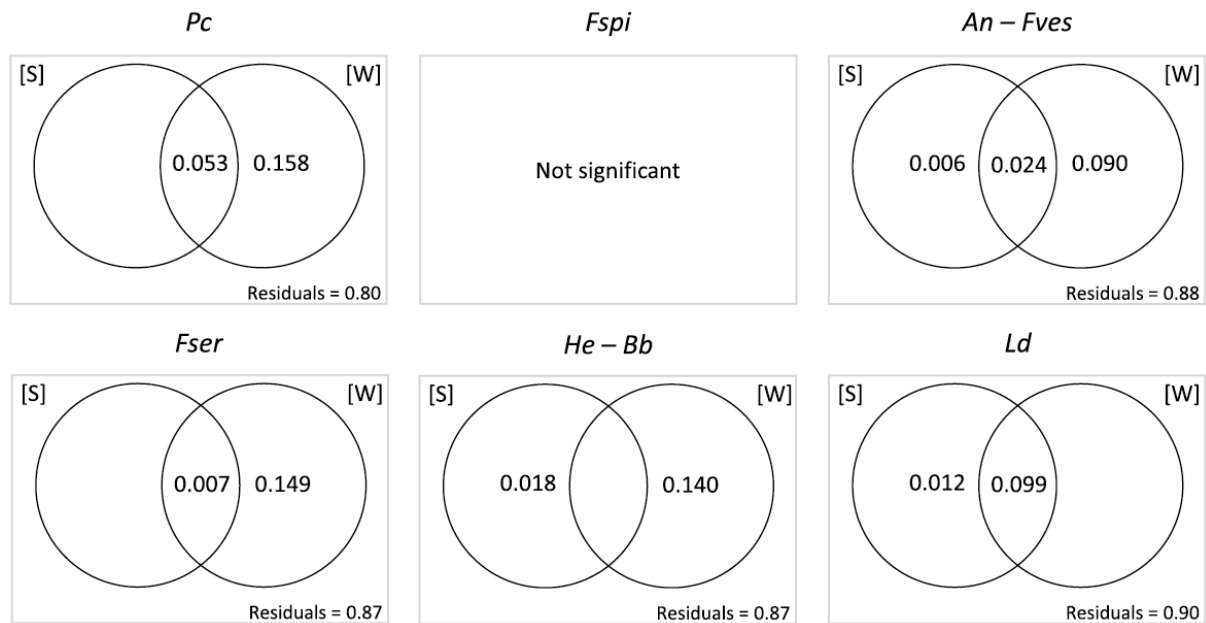 Pc
Fspi
An – Fves
[S]
[W]
0.053
0.158
Residuals = 0.80
Not significant
[S]
[W]
0.006
0.024
0.090
Residuals = 0.88
Fser
He – Bb
Ld
[S]
[W]
0.007
0.149
Residuals = 0.87
[S]
[W]
0.018
0.140
Residuals = 0.87
[S]
[W]
0.012
0.099
Residuals = 0.90